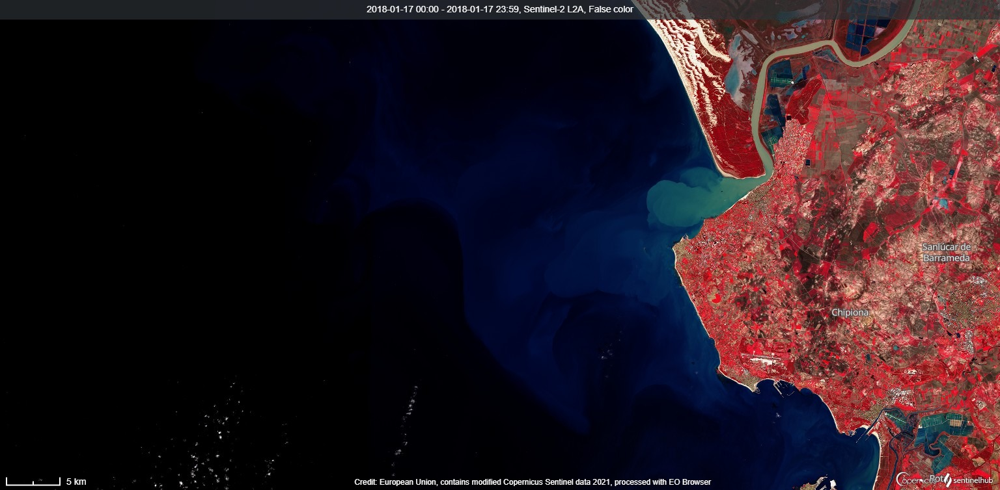 2018-01-17 00:00 - 2018-01-17 23:59, Sentinel-2 L2A, False color
Sanlúcar de
Barrameda
Chipiona
5 km
Credit: European Union, contains modified Copernicus Sentinel data 2021, processed with EO Browser
opernicus
sentinelhub